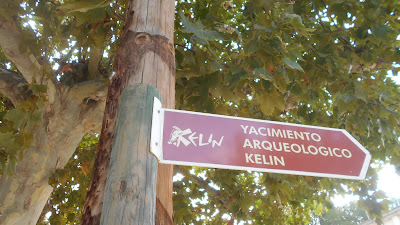 KELIN
YACIMIENTO
ARQUEOLOGICO
KELIN